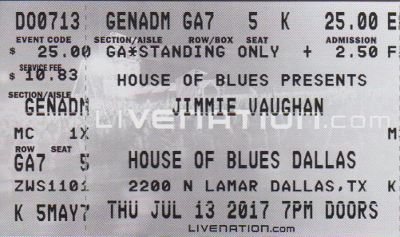 DO0713 GENADM GA7 5 K 25.00 E
EVENT CODE SECTION/AISLE ROW/BOX SEAT ADMISSION
$ 25.00 GA*STANDING ONLY + 2.50 F
SERVICE FEE
$ 10.83 HOUSE OF BLUES PRESENTS
SECTION/AISLE
GENADM JIMMIE VAUGHAN
LIVENATION.com
MC 1X
ROW SEAT
GA7 5 HOUSE OF BLUES DALLAS
ZWS1101 2200 N LAMAR DALLAS,TX K
K 5MAY7 THU JUL 13 2017 7PM DOORS
LIVENATION.com